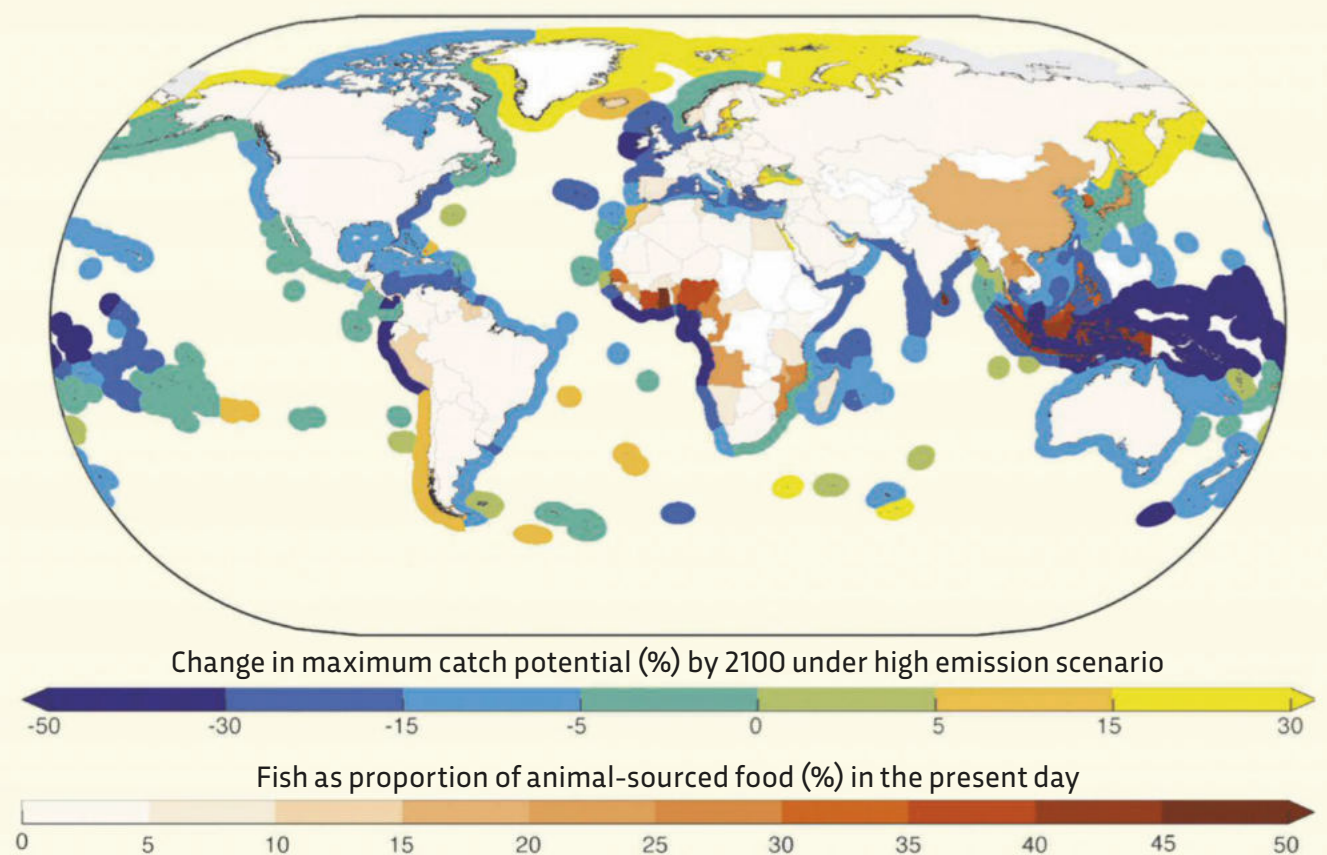 Change in maximum catch potential (%) by 2100 under high emission scenario
-50 -30 -15 -5 0 5 15 30
Fish as proportion of animal-sourced food (%) in the present day
0 5 10 15 20 25 30 35 40 45 50